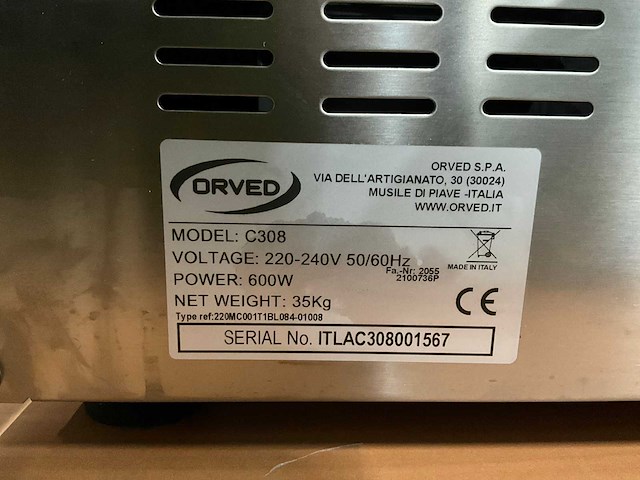 ORVED
ORVED S.P.A.
VIA DELL'ARTIGIANATO, 30 (30024)
MUSILE DI PIAVE -ITALIA
WWW.ORVED.IT
MODEL: C308
VOLTAGE: 220-240V 50/60Hz
POWER: 600W
Fa.-Nr: 2055
2100736P
MADE IN ITALY
NET WEIGHT: 35Kg
CE
Type ref:220MC001T1BL084-01008
SERIAL No. ITLAC308001567